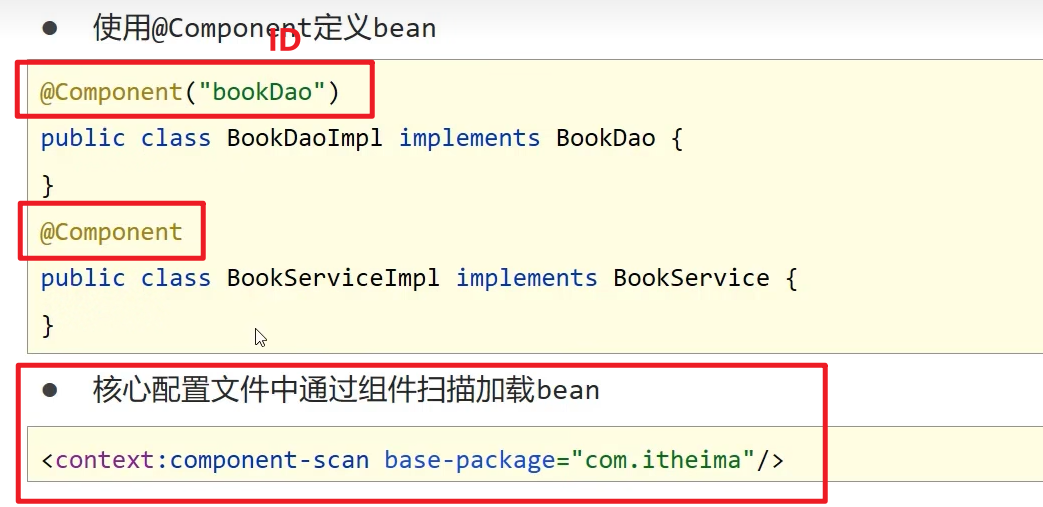 ● 使用@Component定义bean
ID
@Component("bookDao")
public class BookDaoImpl implements BookDao {
}
@Component
public class BookServiceImpl implements BookService {
}
● 核心配置文件中通过组件扫描加载bean
<context:component-scan base-package="com.itheima"/>